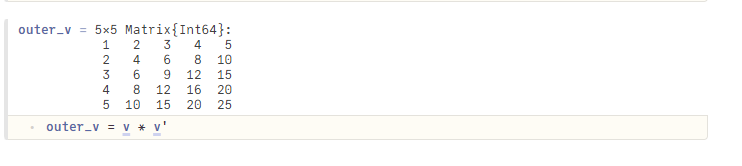 outer_v = 5×5 Matrix{Int64}:
1 2 3 4 5
2 4 6 8 10
3 6 9 12 15
4 8 12 16 20
5 10 15 20 25
outer_v = v * v'